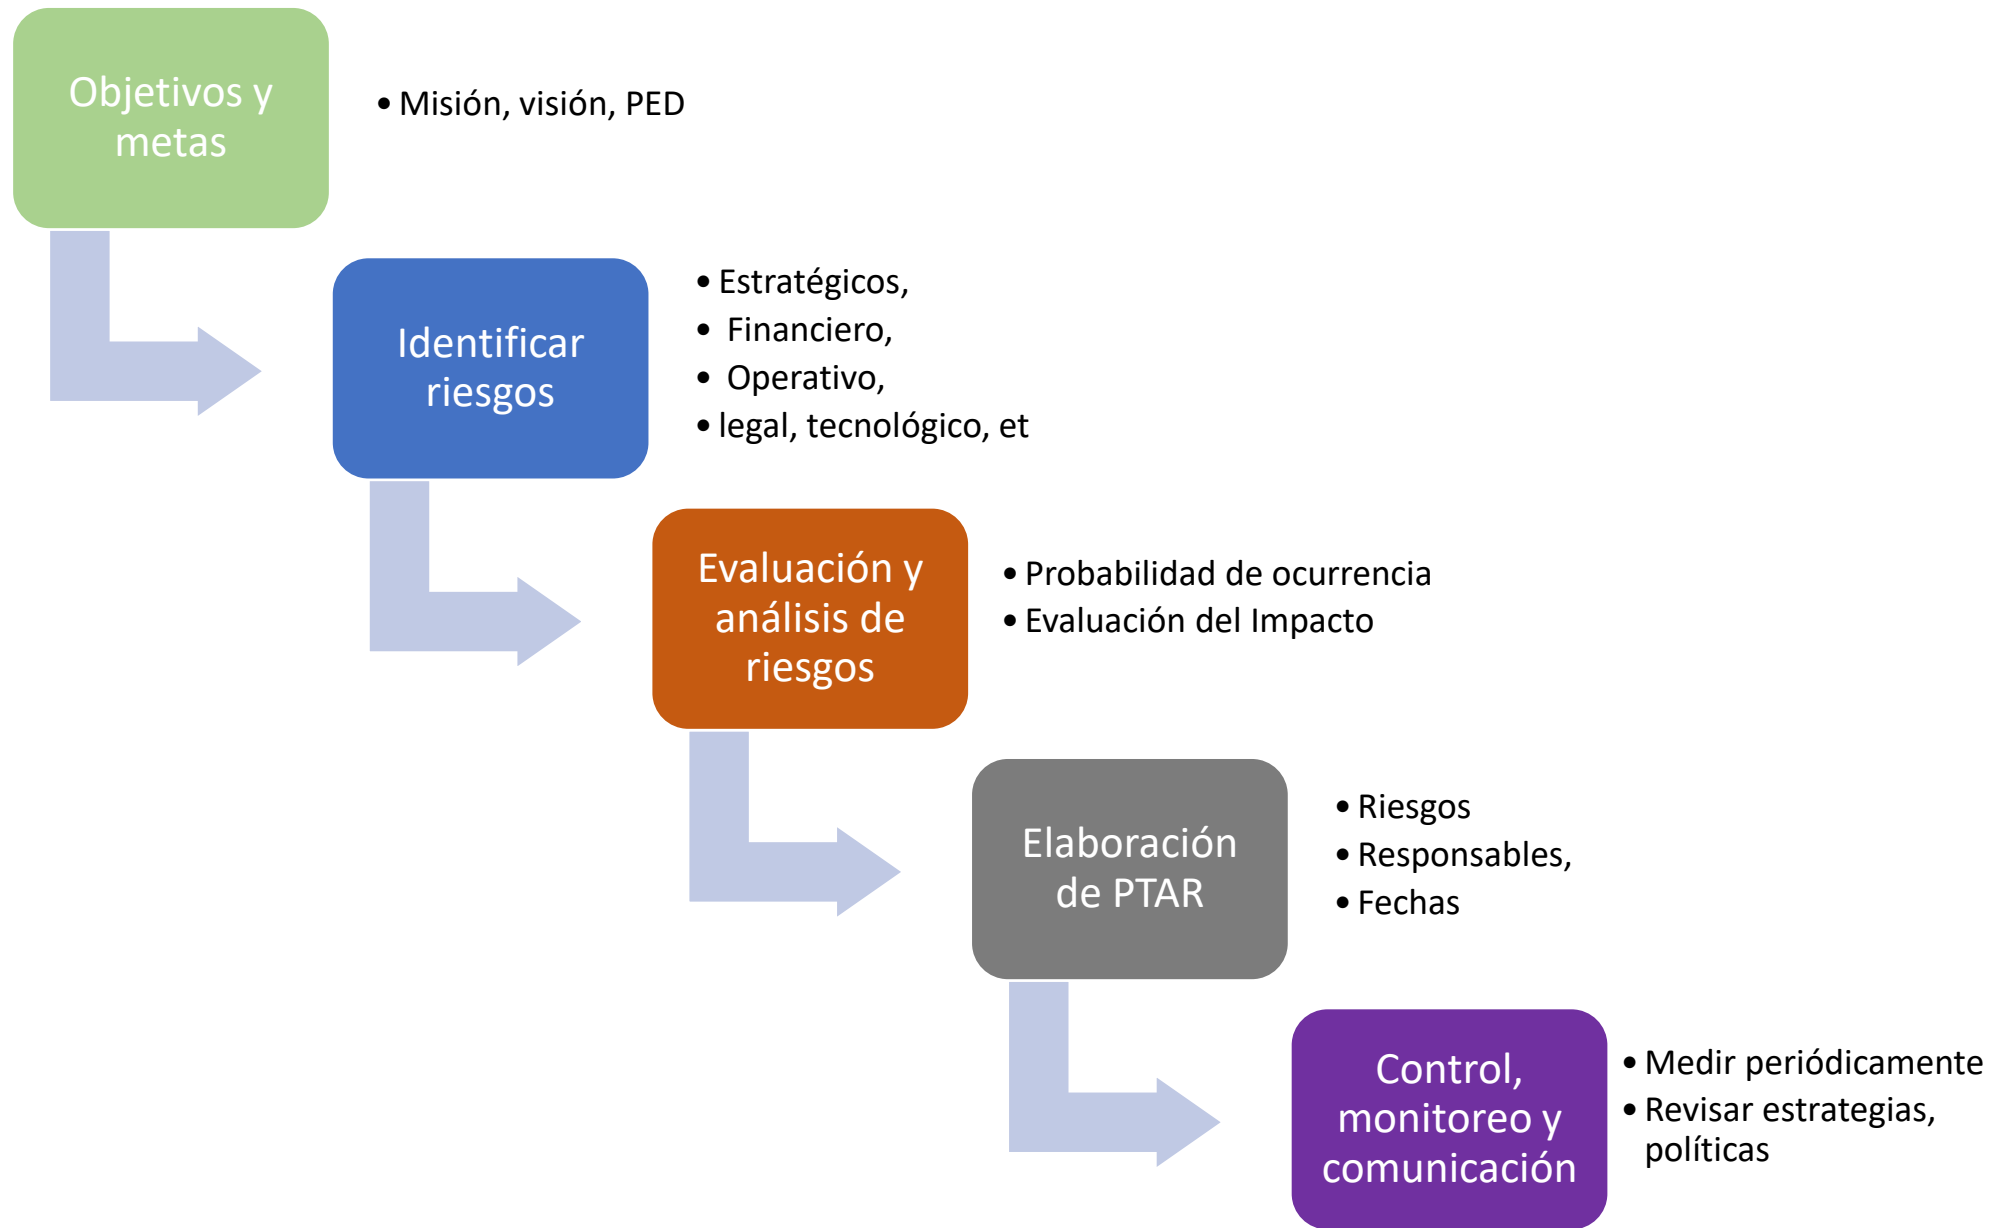 Objetivos y
metas
• Misión, visión, PED
Identificar
riesgos
• Estratégicos,
• Financiero,
• Operativo,
• legal, tecnológico, et
Evaluación y
análisis de
riesgos
• Probabilidad de ocurrencia
• Evaluación del Impacto
Elaboración
de PTAR
• Riesgos
• Responsables,
• Fechas
Control,
monitoreo y
comunicación
• Medir periódicamente
• Revisar estrategias,
políticas